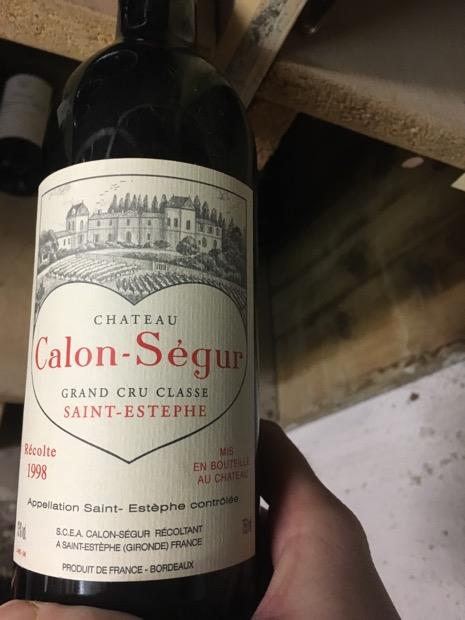 CHATEAU
Calon-Ségur
GRAND CRU CLASSE
SAINT-ESTEPHE
Récolte
1998
MIS
EN BOUTEILLE
AU CHATEAU
Appellation Saint- Estèphe contrôlée
S.C.E.A. CALON-SÉGUR RÉCOLTANT
A SAINT-ESTÈPHE (GIRONDE) FRANCE
PRODUIT DE FRANCE - BORDEAUX